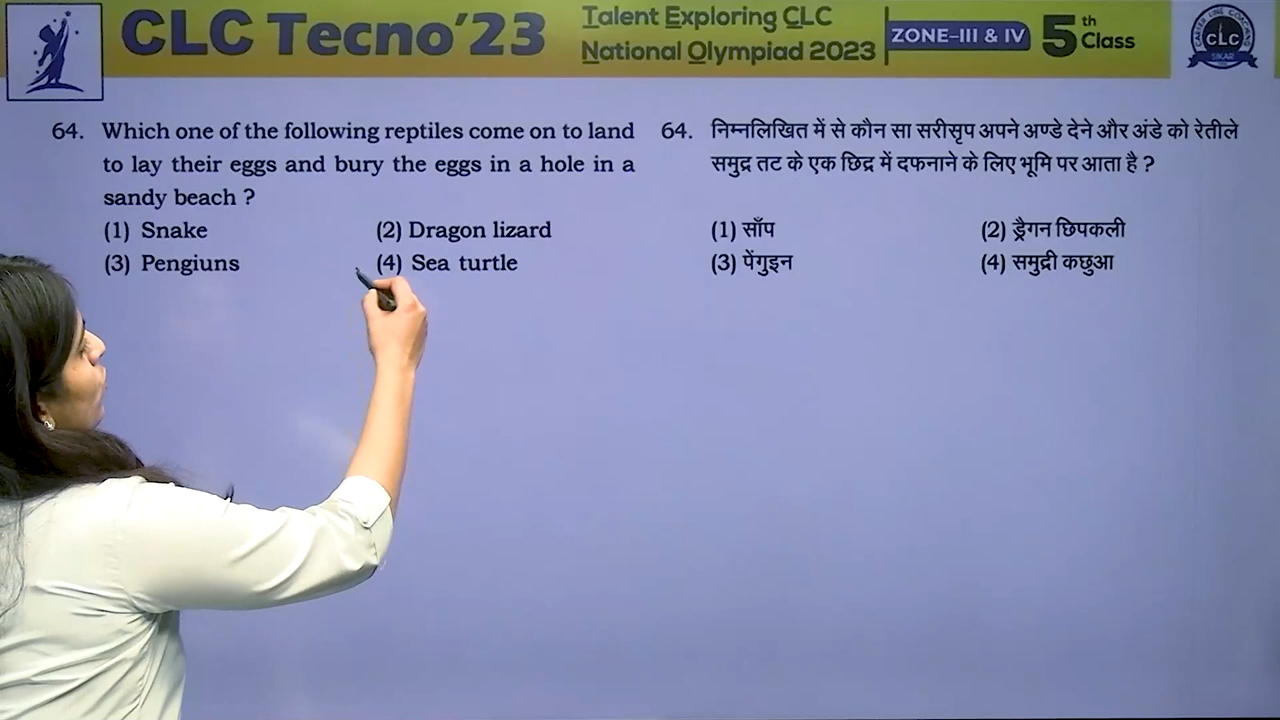 CLC Tecno'23
Talent Exploring CLC
National Olympiad 2023
ZONE-III & IV
5th
Class
CLC
SIKAR
64. Which one of the following reptiles come on to land
to lay their eggs and bury the eggs in a hole in a
sandy beach ?
(1) Snake (2) Dragon lizard
(3) Pengiuns (4) Sea turtle
64. निम्नलिखित में से कौन सा सरीसृप अपने अण्डे देने और अंडे को रेतीले
समुद्र तट के एक छिद्र में दफनाने के लिए भूमि पर आता है ?
(1) साँप (2) ड्रैगन छिपकली
(3) पेंगुइन (4) समुद्री कछुआ